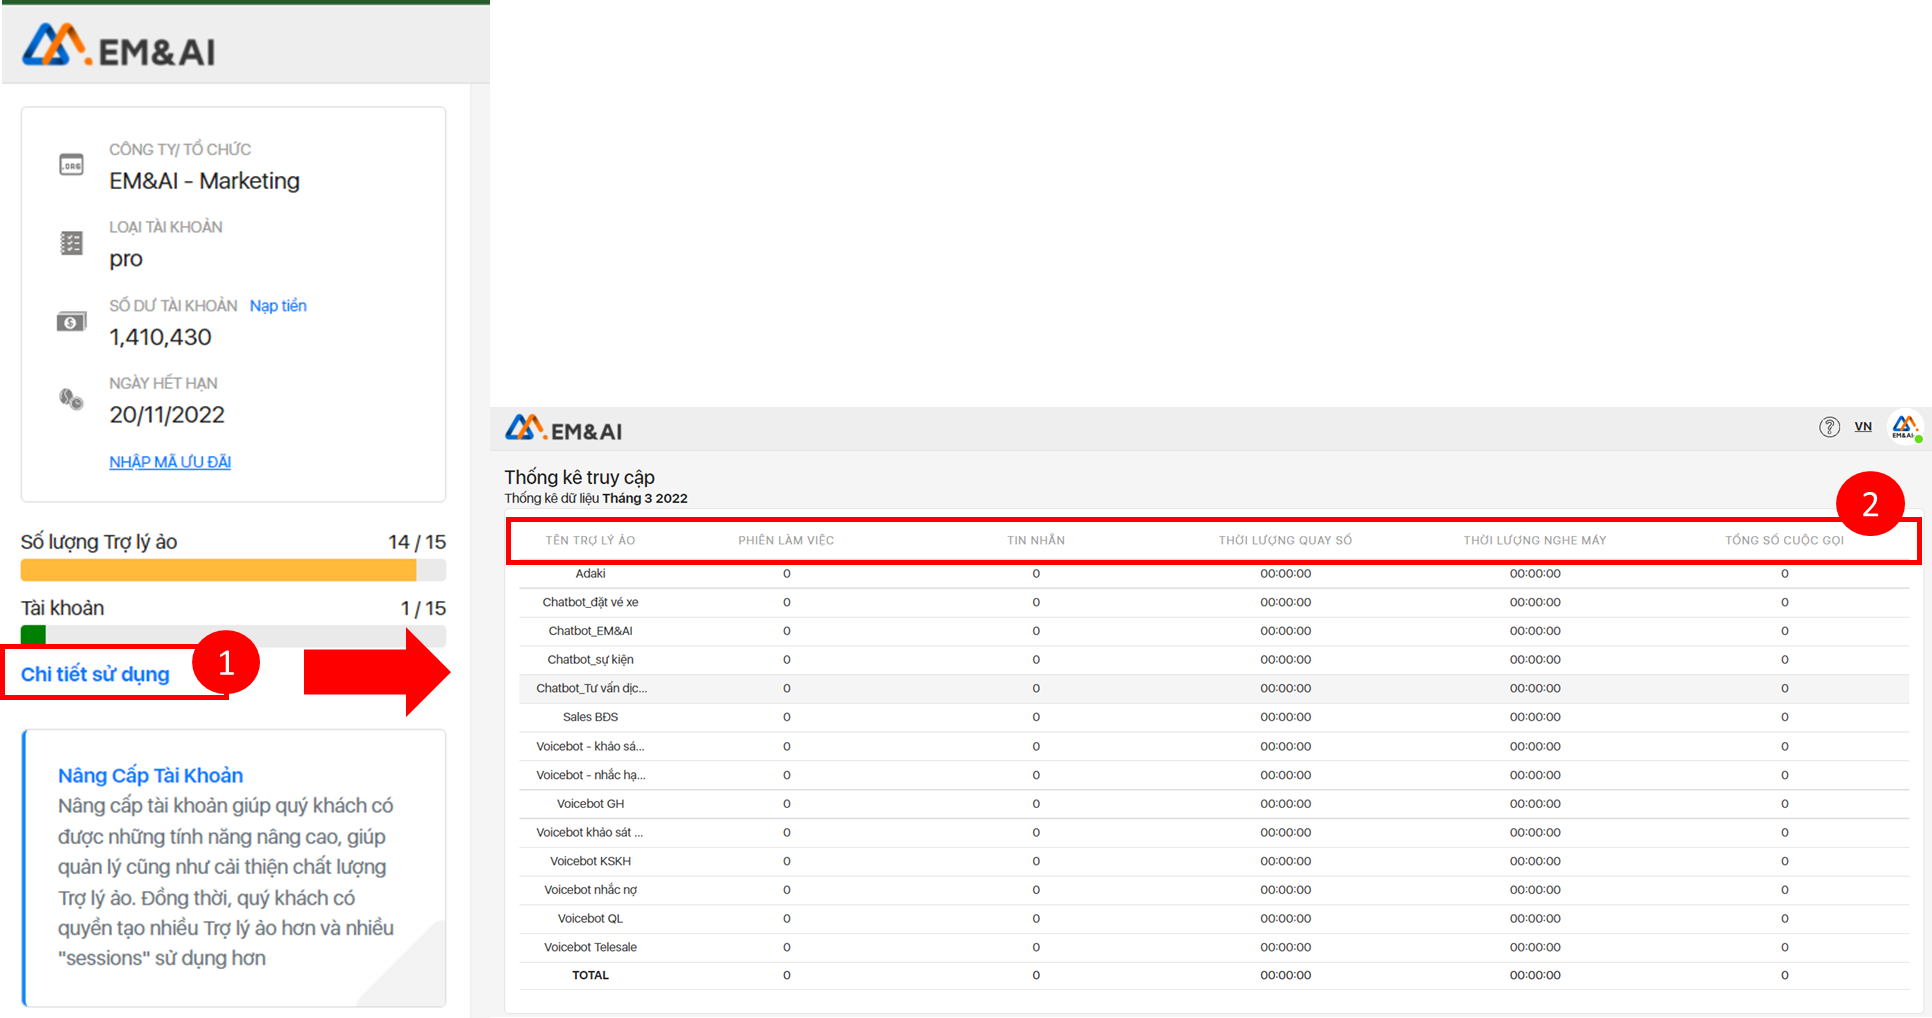 EM&AI
CÔNG TY/ TỔ CHỨC
EM&AI - Marketing
LOẠI TÀI KHOẢN
pro
SỐ DƯ TÀI KHOẢN Nạp tiền
1,410,430
NGÀY HẾT HẠN
20/11/2022
NHẬP MÃ ƯU ĐÃI
Số lượng Trợ lý ảo 14 / 15
Tài khoản 1 / 15
Chi tiết sử dụng 1
Nâng Cấp Tài Khoản
Nâng cấp tài khoản giúp quý khách có
được những tính năng nâng cao, giúp
quản lý cũng như cải thiện chất lượng
Trợ lý ảo. Đồng thời, quý khách có
quyền tạo nhiều Trợ lý ảo hơn và nhiều
"sessions" sử dụng hơn
EM&AI ? VN EM&AI
Thống kê truy cập
Thống kê dữ liệu Tháng 3 2022
2
TÊN TRỢ LÝ ẢO PHIÊN LÀM VIỆC TIN NHẮN THỜI LƯỢNG QUAY SỐ THỜI LƯỢNG NGHE MÁY TỔNG SỐ CUỘC GỌI
Adaki 0 0 00:00:00 00:00:00 0
Chatbot_đặt vé xe 0 0 00:00:00 00:00:00 0
Chatbot_EM&AI 0 0 00:00:00 00:00:00 0
Chatbot_sự kiện 0 0 00:00:00 00:00:00 0
Chatbot_Tư vấn dịc... 0 0 00:00:00 00:00:00 0
Sales BĐS 0 0 00:00:00 00:00:00 0
Voicebot - khảo sá... 0 0 00:00:00 00:00:00 0
Voicebot - nhắc hạ... 0 0 00:00:00 00:00:00 0
Voicebot GH 0 0 00:00:00 00:00:00 0
Voicebot khảo sát ... 0 0 00:00:00 00:00:00 0
Voicebot KSKH 0 0 00:00:00 00:00:00 0
Voicebot nhắc nợ 0 0 00:00:00 00:00:00 0
Voicebot QL 0 0 00:00:00 00:00:00 0
Voicebot Telesale 0 0 00:00:00 00:00:00 0
TOTAL 0 0 00:00:00 00:00:00 0